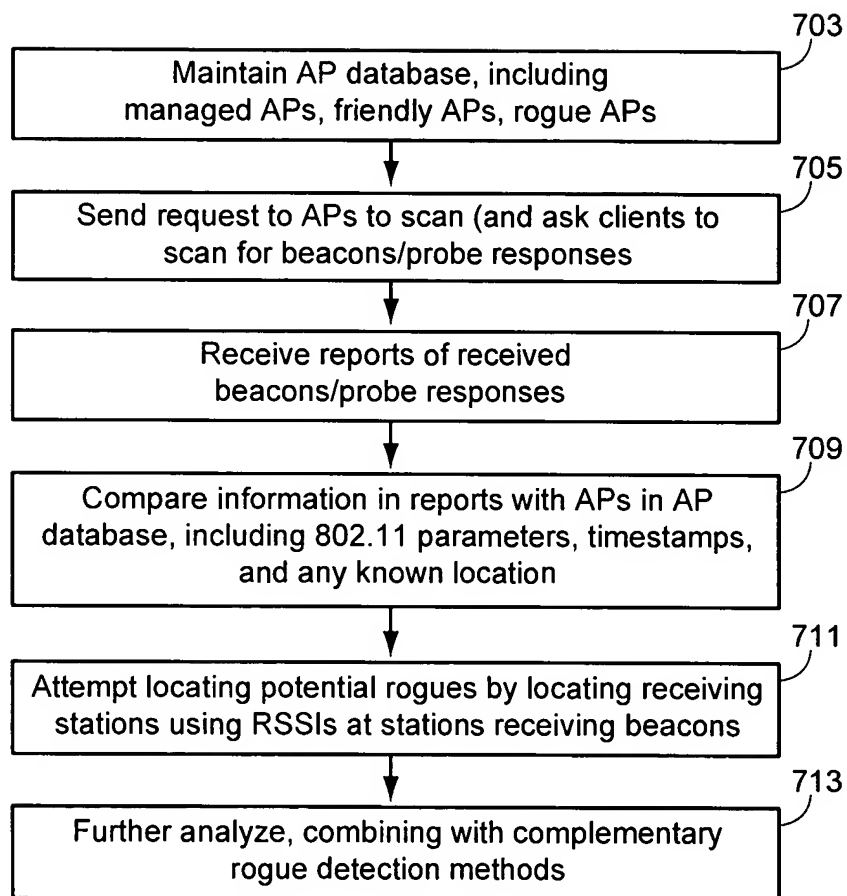 703
Maintain AP database, including
managed APs, friendly APs, rogue APs
705
Send request to APs to scan (and ask clients to
scan for beacons/probe responses
707
Receive reports of received
beacons/probe responses
709
Compare information in reports with APs in AP
database, including 802.11 parameters, timestamps,
and any known location
711
Attempt locating potential rogues by locating receiving
stations using RSSIs at stations receiving beacons
713
Further analyze, combining with complementary
rogue detection methods